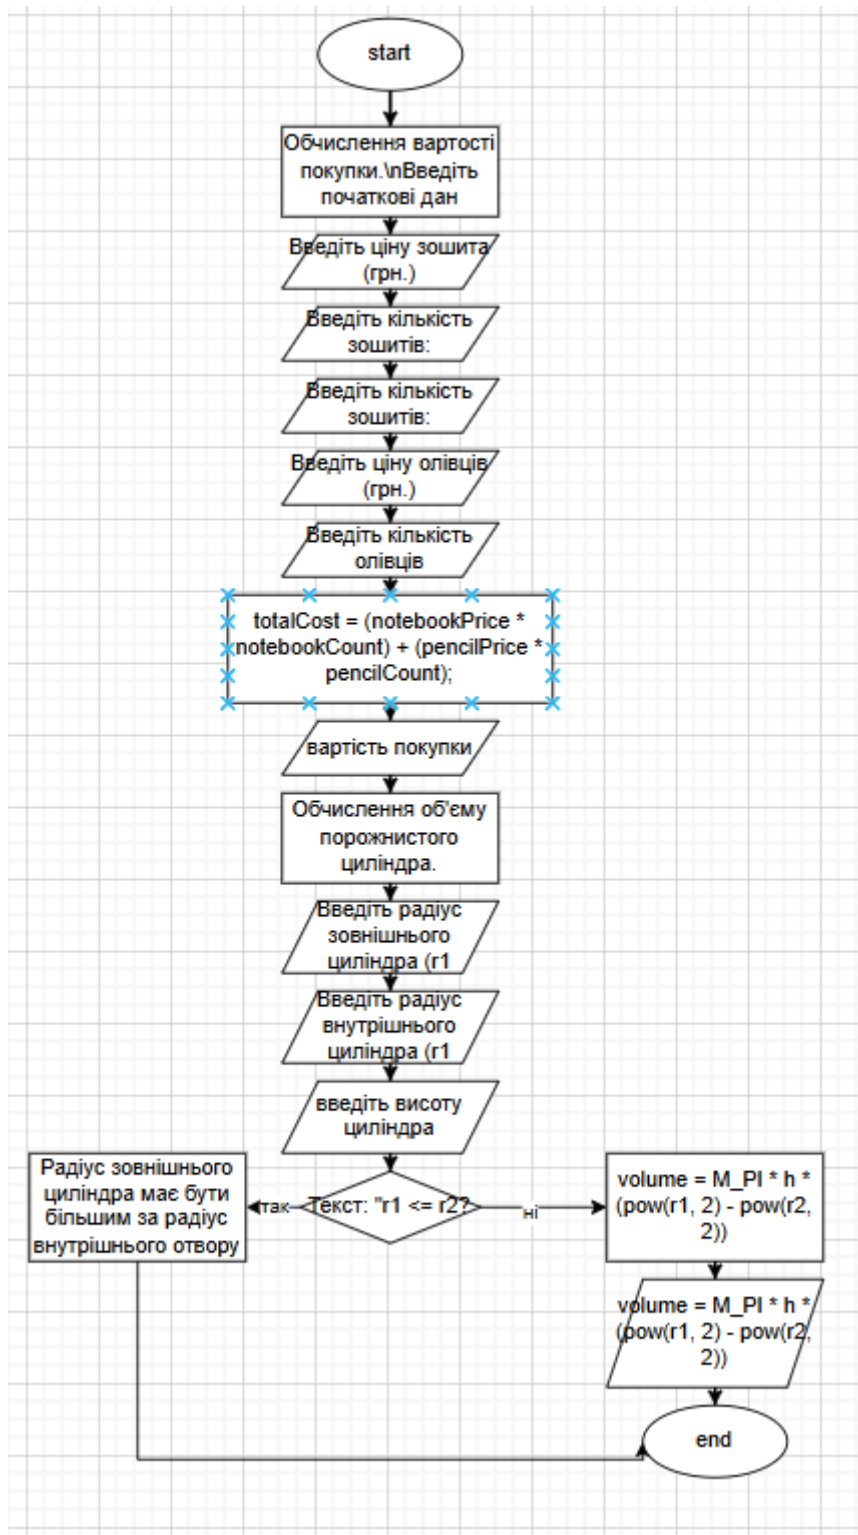 start
Обчислення вартості
покупки.\nВведіть
початкові дан
Введіть ціну зошита
(грн.)
Введіть кількість
зошитів:
Введіть кількість
зошитів:
Введіть ціну олівців
(грн.)
Введіть кількість
олівців
totalCost = (notebookPrice *
notebookCount) + (pencilPrice *
pencilCount);
вартість покупки
Обчислення об'єму
порожнистого
циліндра.
Введіть радіус
зовнішнього
циліндра (r1
Введіть радіус
внутрішнього
циліндра (r1
введіть висоту
циліндра
Текст: "r1 <= r2?
так
Радіус зовнішнього
циліндра має бути
більшим за радіус
внутрішнього отвору
ні
volume = M_PI * h *
(pow(r1, 2) - pow(r2,
2))
volume = M_PI * h *
(pow(r1, 2) - pow(r2,
2))
end